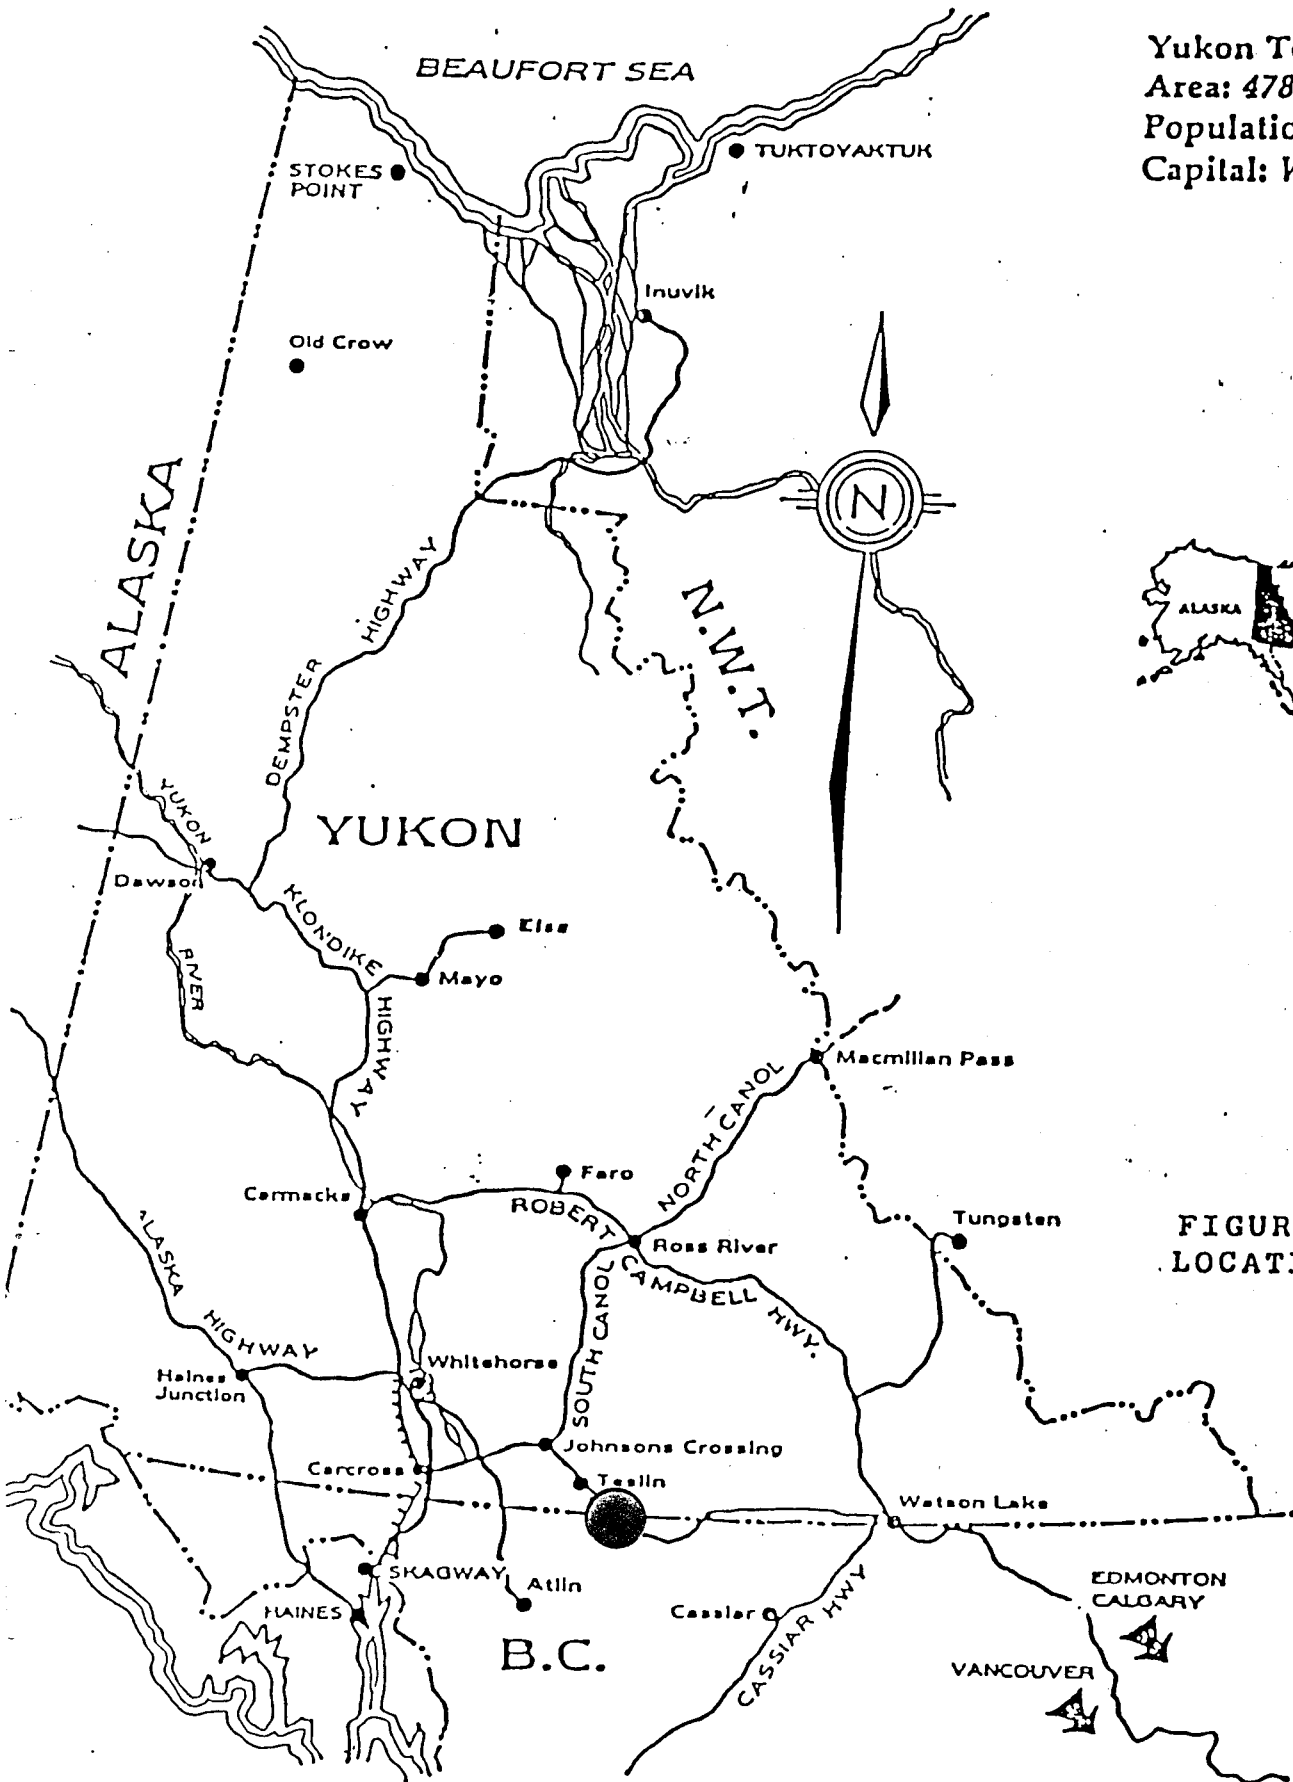 BEAUFORT SEA
Yukon
Area: 478
Capital:
TUKTOYAKTUK
STOKES
POINT
Inuvik
Old Crow
N
ALASKA
ALASKA
N.W.T.
DEMPSTER HIGHWAY
YUKON
YUKON
RIVER
Dawson
KLONDIKE
HIGHWAY
Elsa
Mayo
Macmillan Pass
NORTH CANOL
Faro
Carmacks
ROBERT
CAMPBELL
HWY.
Ross River
Tungsten
FIGUR
LOCATI
ALASKA
HIGHWAY
SOUTH CANOL
Whitehorse
Haines
Junction
Johnsons Crossing
Carcross
Teslin
Watson Lake
SKAGWAY
Atlin
HAINES
Cassiar
CASSIAR HWY
EDMONTON
CALGARY
B.C.
VANCOUVER